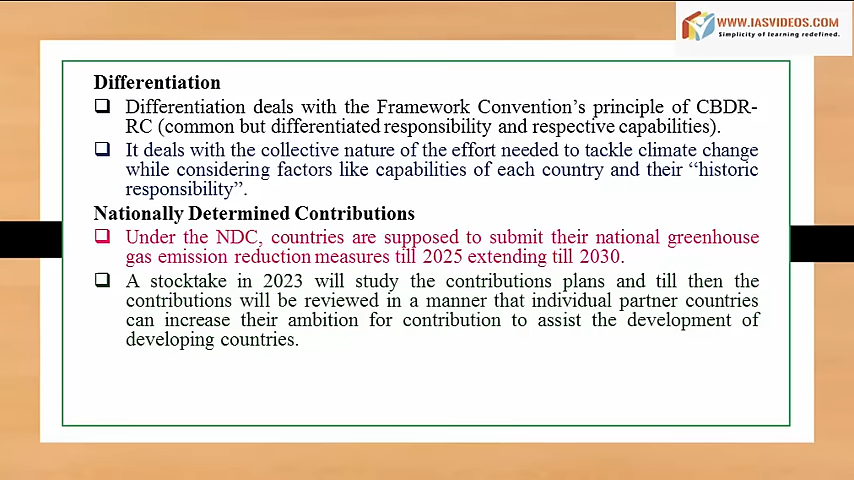 WWW.IASVIDEOS.COM
Simplicity of learning redefined.
Differentiation
Differentiation deals with the Framework Convention's principle of CBDR-
RC (common but differentiated responsibility and respective capabilities).
It deals with the collective nature of the effort needed to tackle climate change
while considering factors like capabilities of each country and their “historic
responsibility”.
Nationally Determined Contributions
Under the NDC, countries are supposed to submit their national greenhouse
gas emission reduction measures till 2025 extending till 2030.
A stocktake in 2023 will study the contributions plans and till then the
contributions will be reviewed in a manner that individual partner countries
can increase their ambition for contribution to assist the development of
developing countries.